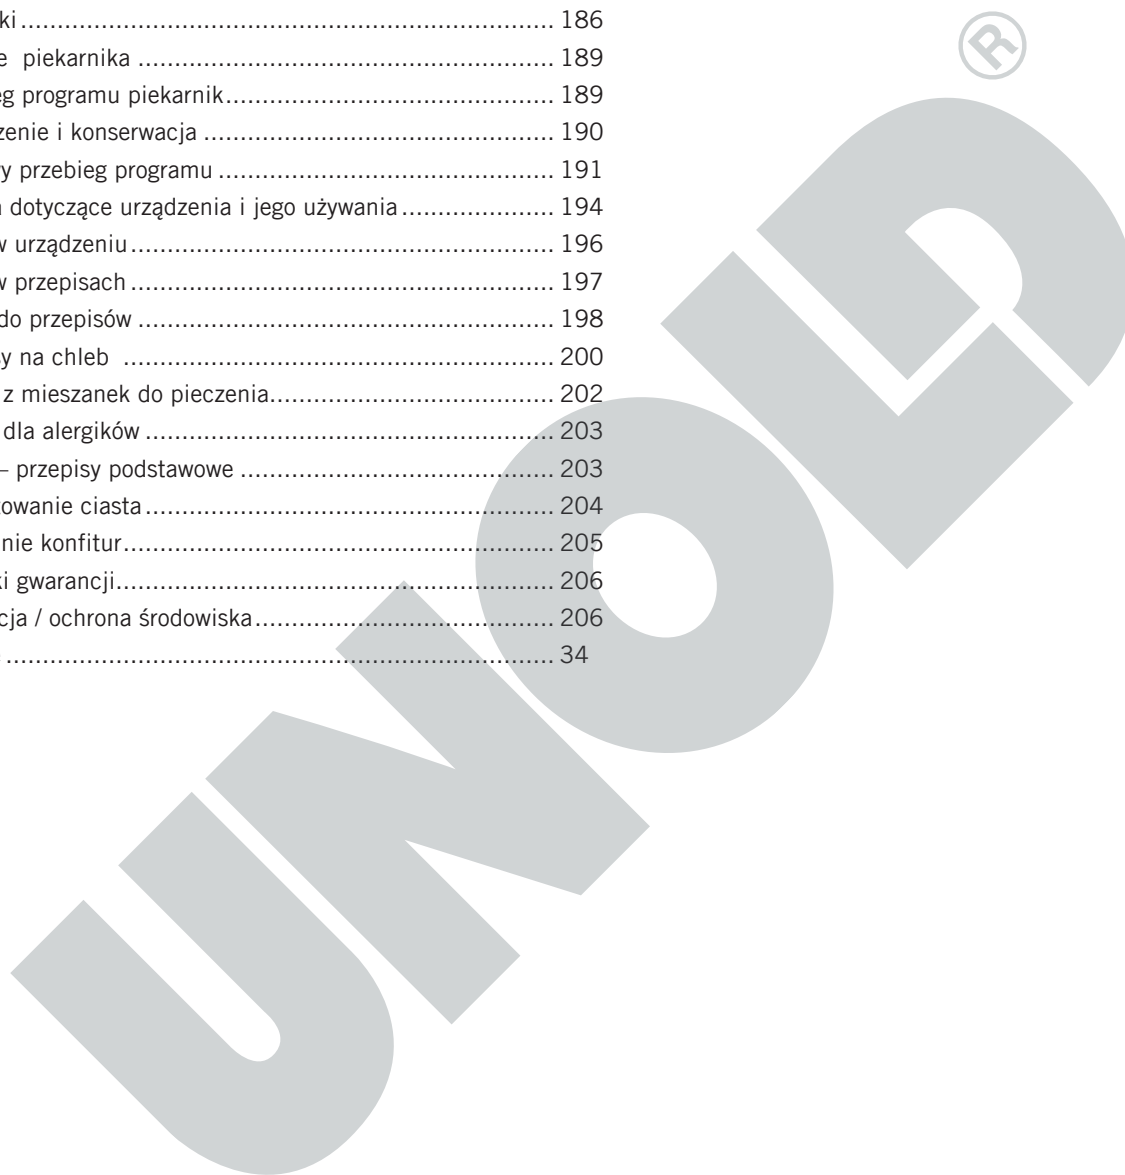 ki ........ 186
e piekarnika ........ 189
g programu piekarnik ........ 189
zenie i konserwacja ........ 190
y przebieg programu ........ 191
dotyczące urządzenia i jego używania ........ 194
w urządzeniu ........ 196
w przepisach ........ 197
do przepisów ........ 198
y na chleb ........ 200
z mieszanek do pieczenia ........ 202
dla alergików ........ 203
– przepisy podstawowe ........ 203
owanie ciasta ........ 204
nie konfitur ........ 205
ki gwarancji ........ 206
cja / ochrona środowiska ........ 206
........ 34
UNOLD®